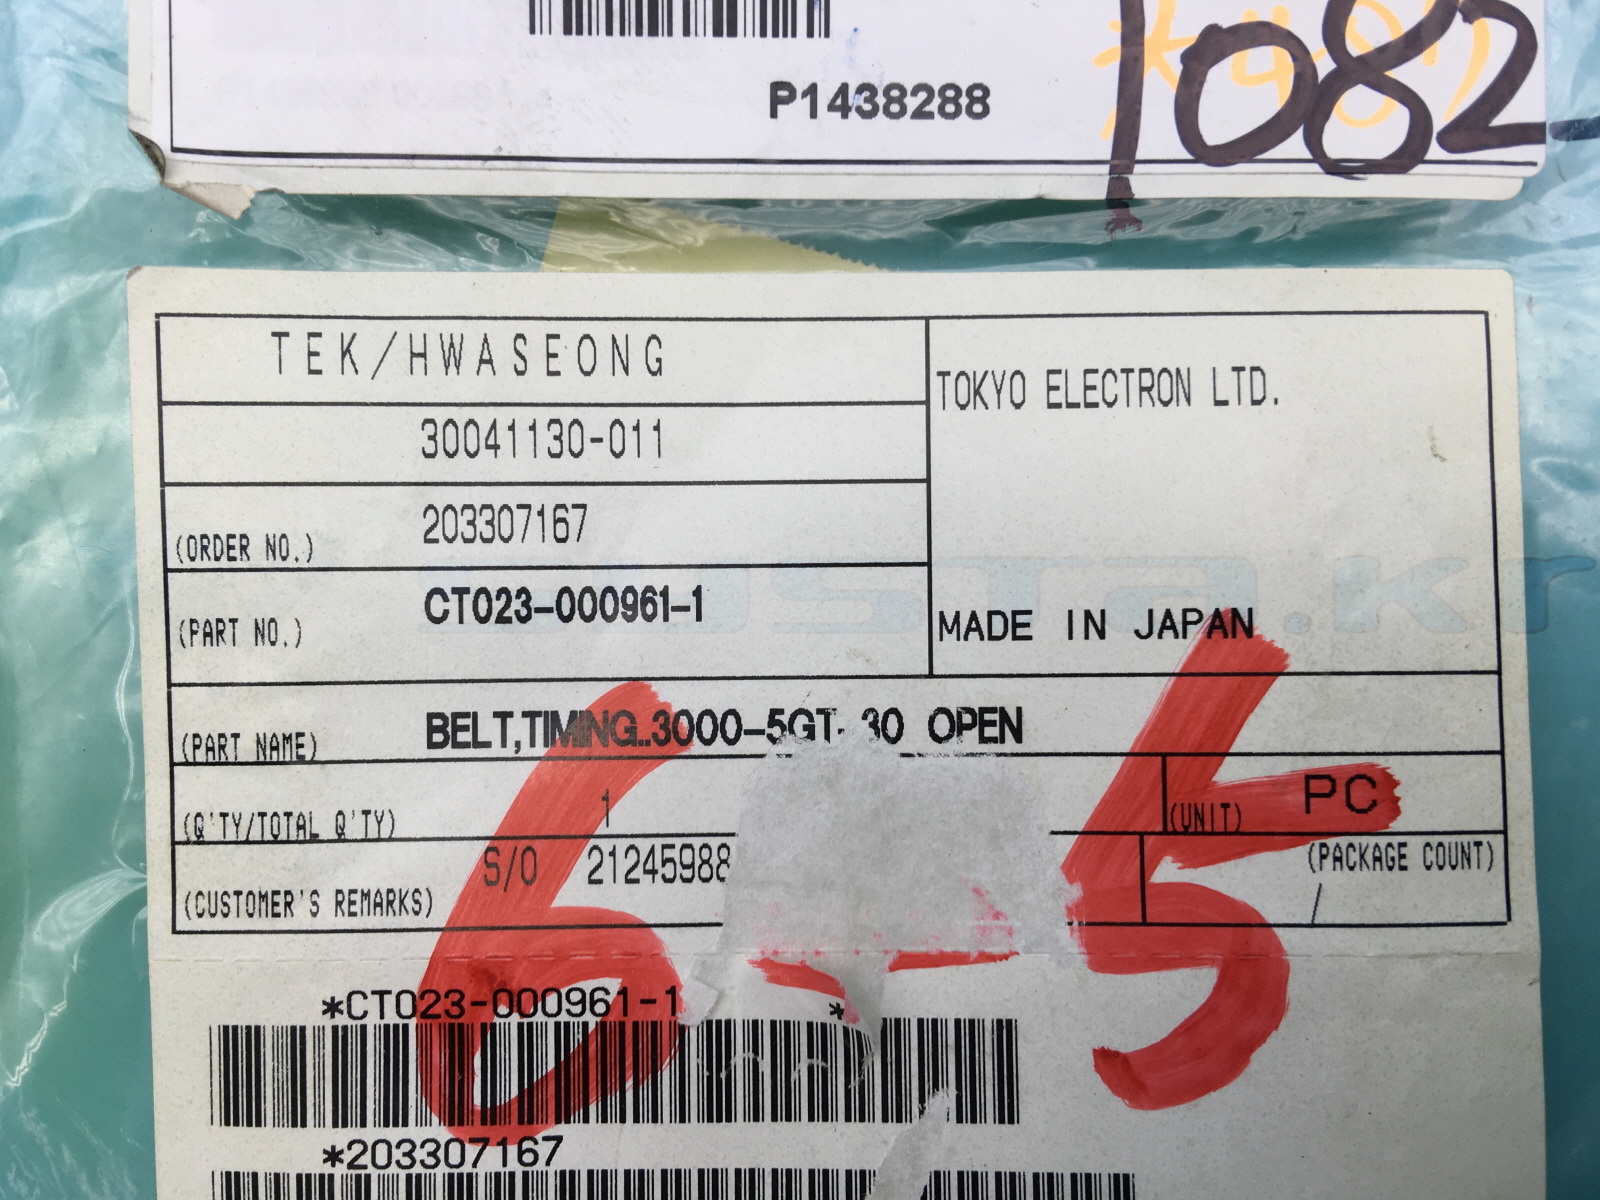 P1438288
1082
TEK/HWASEONG
TOKYO ELECTRON LTD.
30041130-011
(ORDER NO.) 203307167
(PART NO.) CT023-000961-1
MADE IN JAPAN
(PART NAME) BELT,TIMING..3000-5GT- 30 OPEN
(Q'TY/TOTAL Q'TY) 1
(UNIT) PC
(CUSTOMER'S REMARKS) S/O 21245988
(PACKAGE COUNT)
/
6-5
*CT023-000961-1 *
*203307167